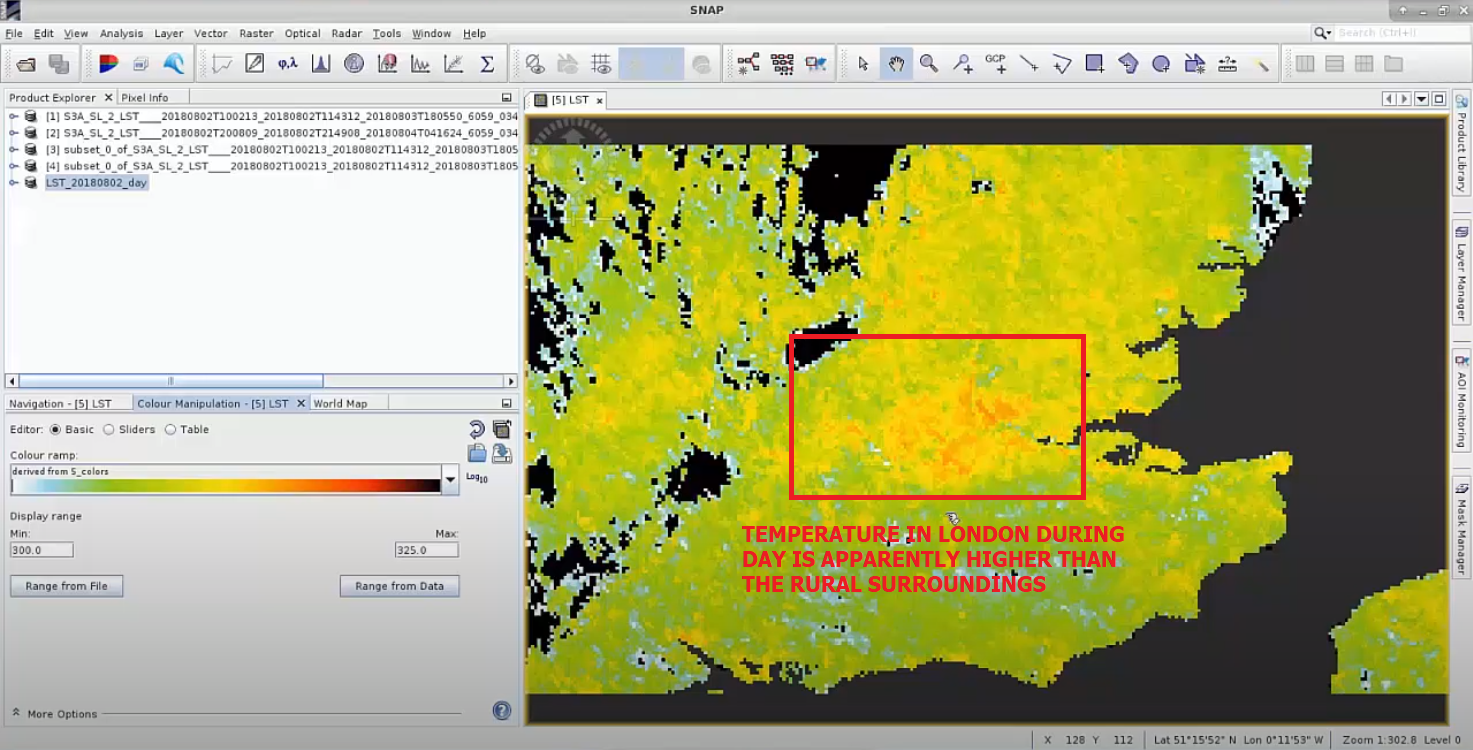 SNAP
File Edit View Analysis Layer Vector Raster Optical Radar Tools Window Help
Search (Ctrl+I)
φ,λ
GCP
Σ
Product Explorer Pixel Info
[1] S3A_SL_2_LST____20180802T100213_20180802T114312_20180803T180550_6059_034
[2] S3A_SL_2_LST____20180802T200809_20180802T214908_20180804T041624_6059_034
[3] subset_0_of_S3A_SL_2_LST____20180802T100213_20180802T114312_20180803T1805
[4] subset_0_of_S3A_SL_2_LST____20180802T100213_20180802T114312_20180803T1805
LST_20180802_day
Navigation - [5] LST Colour Manipulation - [5] LST World Map
Editor: Basic Sliders Table
Colour ramp:
derived from 5_colors
Log10
Display range
Min: Max:
300.0 325.0
Range from File Range from Data
More Options
[5] LST
TEMPERATURE IN LONDON DURING
DAY IS APPARENTLY HIGHER THAN
THE RURAL SURROUNDINGS
Product Library
Layer Manager
AOI Monitoring
Mask Manager
X 128 Y 112 Lat 51°15'52" N Lon 0°11'53" W Zoom 1:302.8 Level 0